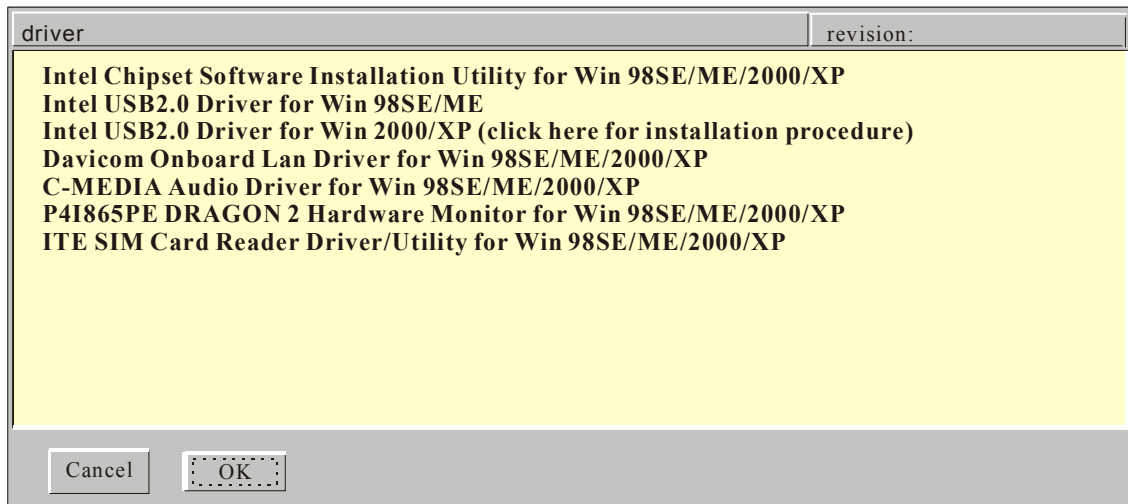 driver revision:
Intel Chipset Software Installation Utility for Win 98SE/ME/2000/XP
Intel USB2.0 Driver for Win 98SE/ME
Intel USB2.0 Driver for Win 2000/XP (click here for installation procedure)
Davicom Onboard Lan Driver for Win 98SE/ME/2000/XP
C-MEDIA Audio Driver for Win 98SE/ME/2000/XP
P4I865PE DRAGON 2 Hardware Monitor for Win 98SE/ME/2000/XP
ITE SIM Card Reader Driver/Utility for Win 98SE/ME/2000/XP
Cancel OK